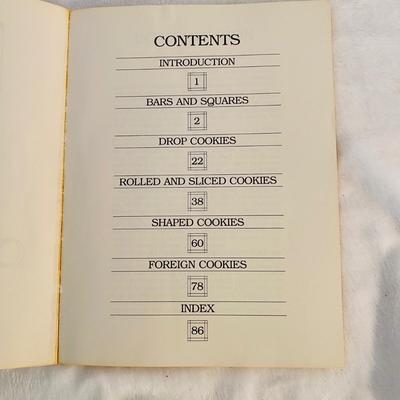 CONTENTS
INTRODUCTION
1
BARS AND SQUARES
2
DROP COOKIES
22
ROLLED AND SLICED COOKIES
38
SHAPED COOKIES
60
FOREIGN COOKIES
78
INDEX
86